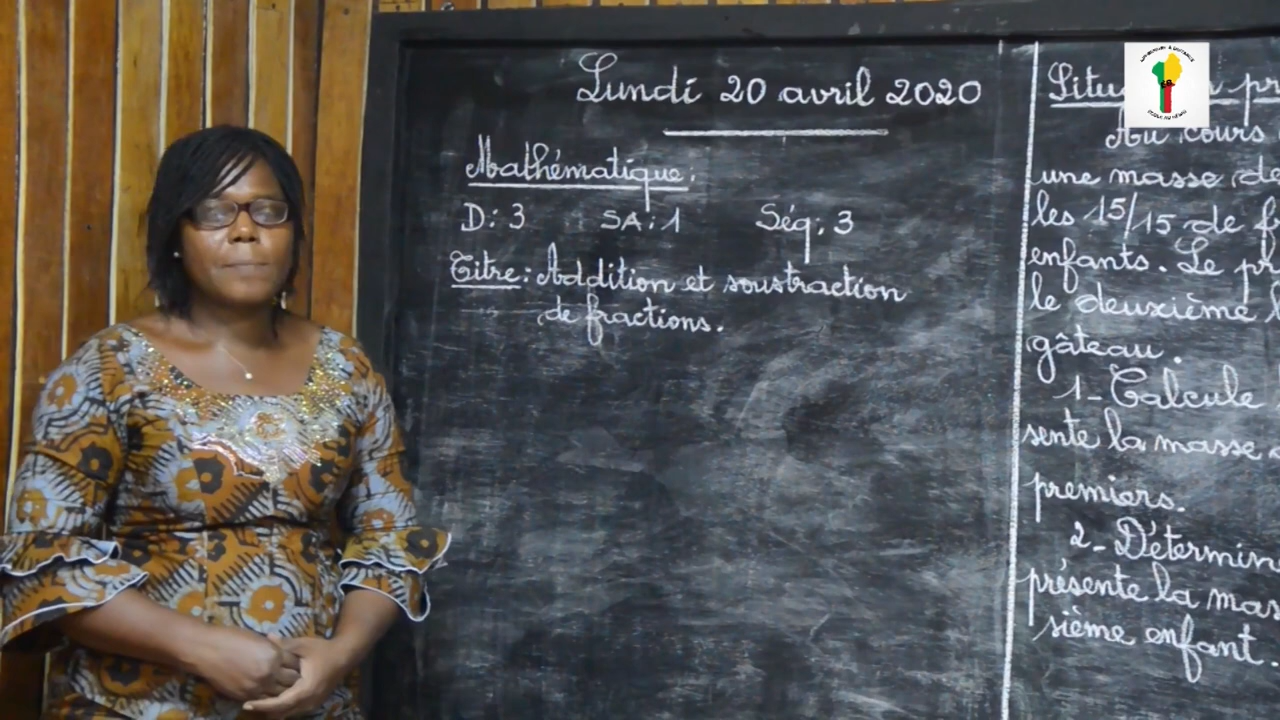 Lundi 20 avril 2020
Mathématique:
D: 3 SA: 1 Séq: 3
Titre: Addition et soustraction
de fractions.
Au cours
une masse de
les 15/15 de
enfants. Le
le deuxième
gâteau.
1- Calcule
sente la masse
premiers.
2- Détermin
présente la mas
sième enfant.